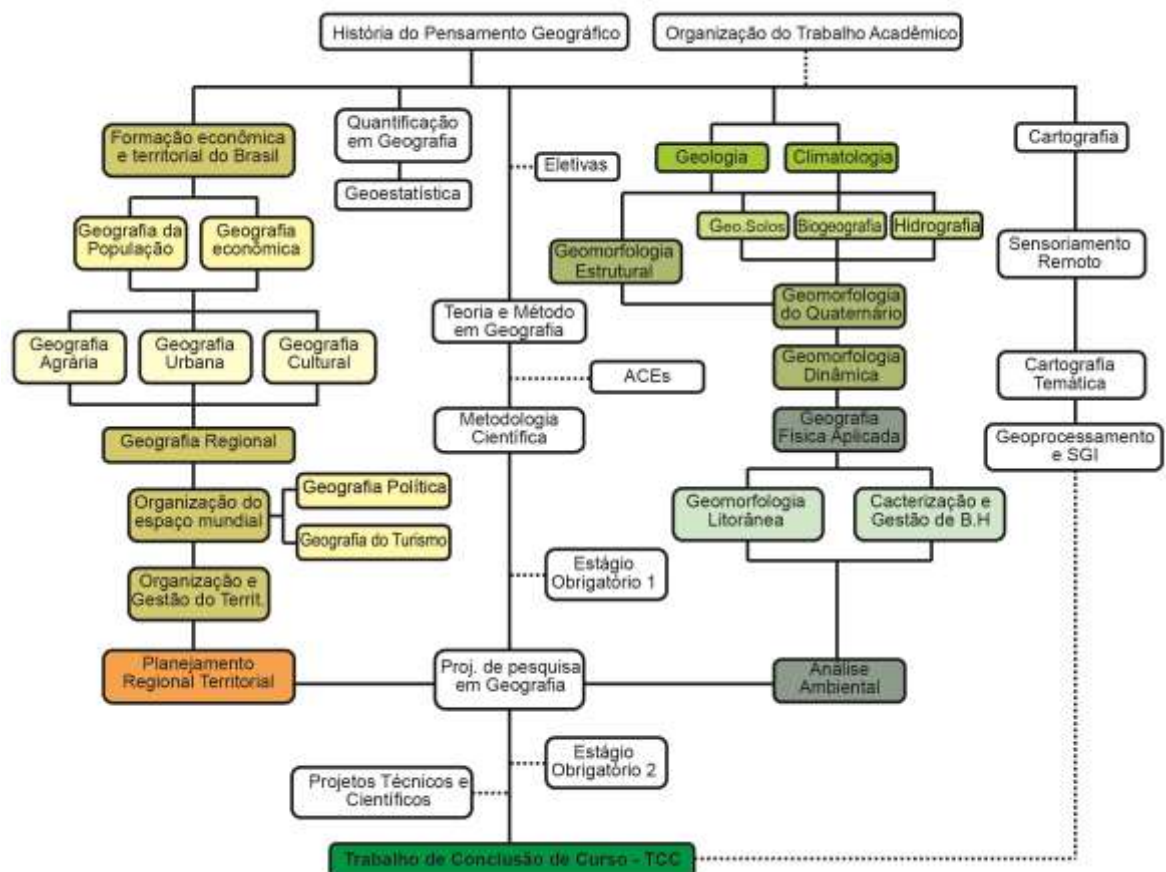 História do Pensamento Geográfico
Organização do Trabalho Acadêmico
Formação econômica
e territorial do Brasil
Quantificação
em Geografia
Geoestatística
Eletivas
Geologia
Climatologia
Cartografia
Geografia da
População
Geografia
econômica
Geomorfologia
Estrutural
Geo.Solos
Biogeografia
Hidrografia
Sensoriamento
Remoto
Teoria e Método
em Geografia
Geomorfologia
do Quaternário
Geografia
Agrária
Geografia
Urbana
Geografia
Cultural
ACEs
Geomorfologia
Dinâmica
Cartografia
Temática
Metodologia
Científica
Geografia
Física Aplicada
Geografia Regional
Geoprocessamento
e SGI
Organização do
espaço mundial
Geografia Política
Geografia do Turismo
Geomorfologia
Litorânea
Cacterização e
Gestão de B.H
Organização e
Gestão do Territ.
Estágio
Obrigatório 1
Planejamento
Regional Territorial
Proj. de pesquisa
em Geografia
Análise
Ambiental
Estágio
Obrigatório 2
Projetos Técnicos e
Científicos
Trabalho de Conclusão de Curso - TCC